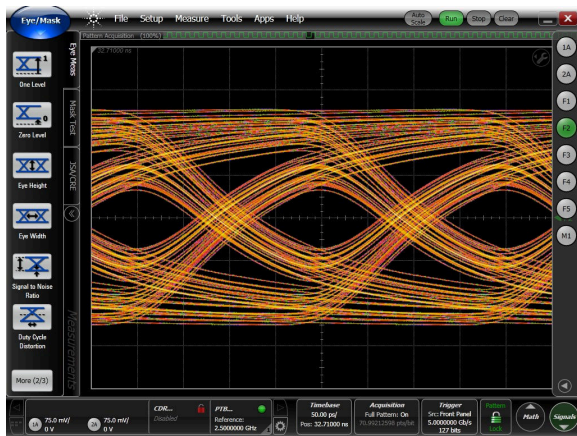 Eye/Mask
File Setup Measure Tools Apps Help
Auto Scale
Run
Stop
Clear
Pattern Acquisition (100%)
32.71000 ns
Eye Meas
Mask Test
JSA/CRE
One Level
Zero Level
Eye Height
Eye Width
Signal to Noise
Ratio
Duty Cycle
Distortion
More (2/3)
Measurements
1A
2A
F1
F2
F3
F4
F5
M1
1A 75.0 mV/
0 V
2A 75.0 mV/
0 V
CDR...
Disabled
PTB...
Reference:
2.5000000 GHz
Timebase
50.00 ps/
Pos: 32.71000 ns
Acquisition
Full Pattern: On
70.99212598 pts/bit
Trigger
Src: Front Panel
5.0000000 Gb/s
127 bits
Pattern
Lock
Math
Signals